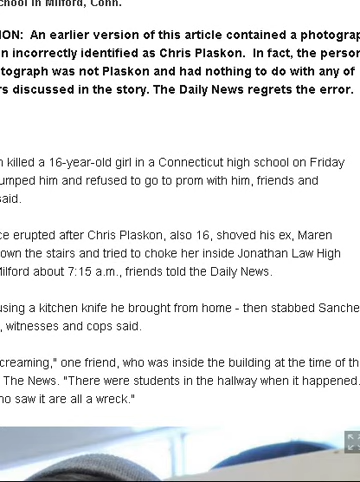 school in Milford, Conn.
ION: An earlier version of this article contained a photograp
n incorrectly identified as Chris Plaskon. In fact, the person
tograph was not Plaskon and had nothing to do with any of
rs discussed in the story. The Daily News regrets the error.
n killed a 16-year-old girl in a Connecticut high school on Friday
umped him and refused to go to prom with him, friends and
said.
ce erupted after Chris Plaskon, also 16, shoved his ex, Maren
own the stairs and tried to choke her inside Jonathan Law High
Milford about 7:15 a.m., friends told the Daily News.
using a kitchen knife he brought from home - then stabbed Sanche
, witnesses and cops said.
creaming," one friend, who was inside the building at the time of th
The News. "There were students in the hallway when it happened.
ho saw it are all a wreck."